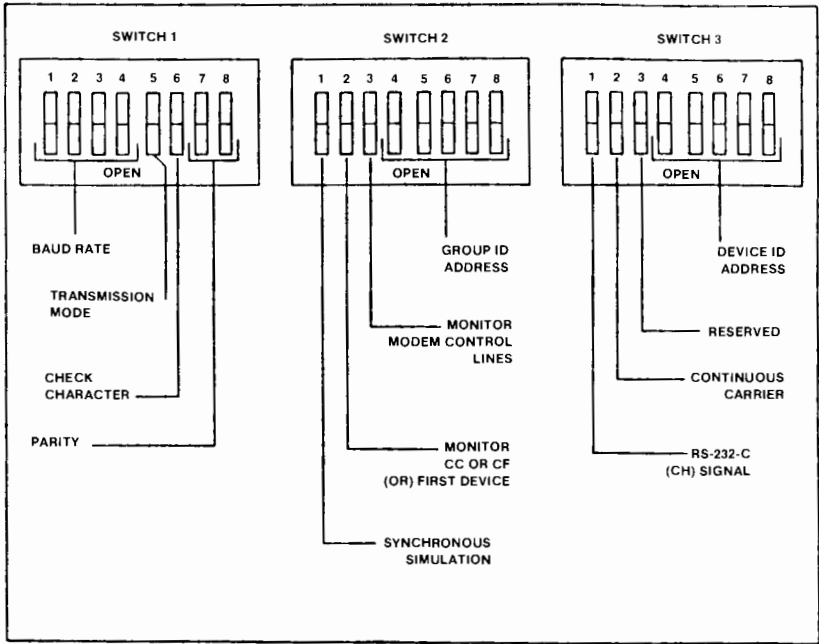 SWITCH 1
1 2 3 4 5 6 7 8
OPEN
BAUD RATE
TRANSMISSION
MODE
CHECK
CHARACTER
PARITY
SWITCH 2
1 2 3 4 5 6 7 8
OPEN
GROUP ID
ADDRESS
MONITOR
MODEM CONTROL
LINES
MONITOR
CC OR CF
(OR) FIRST DEVICE
SYNCHRONOUS
SIMULATION
SWITCH 3
1 2 3 4 5 6 7 8
OPEN
DEVICE ID
ADDRESS
RESERVED
CONTINUOUS
CARRIER
RS-232-C
(CH) SIGNAL